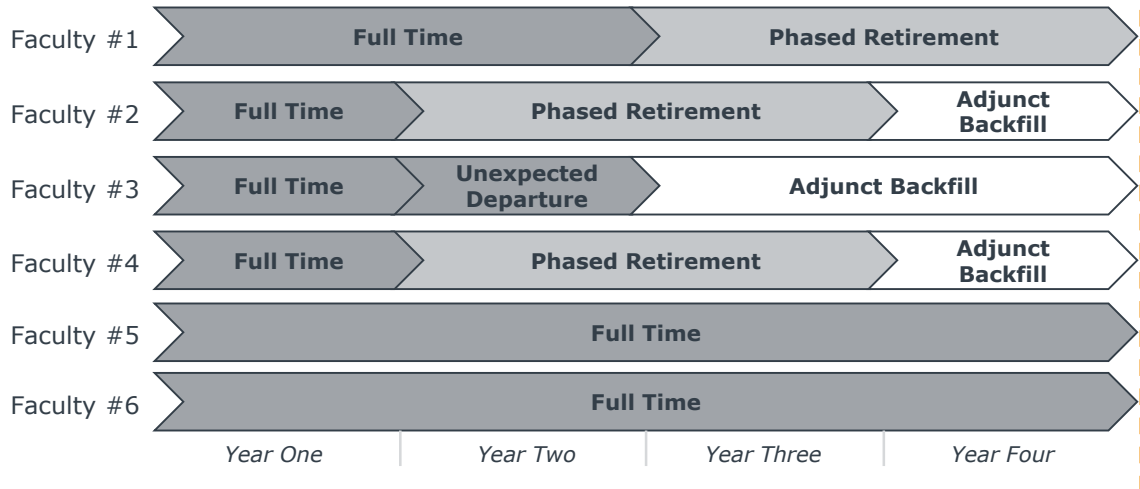 Faculty #1
Full Time
Phased Retirement
Faculty #2
Full Time
Phased Retirement
Adjunct
Backfill
Faculty #3
Full Time
Unexpected
Departure
Adjunct Backfill
Faculty #4
Full Time
Phased Retirement
Adjunct
Backfill
Faculty #5
Full Time
Faculty #6
Full Time
Year One
Year Two
Year Three
Year Four